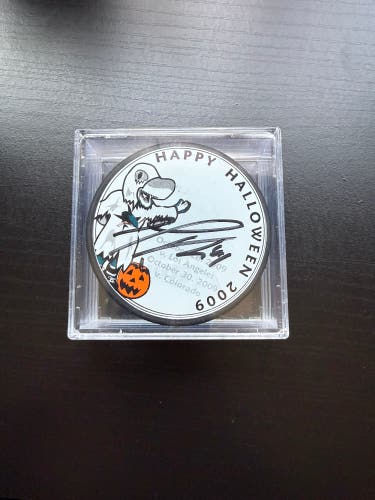 HAPPY HALLOWEEN 2009
v. Los Angeles
October 30, 2009
v. Colorado